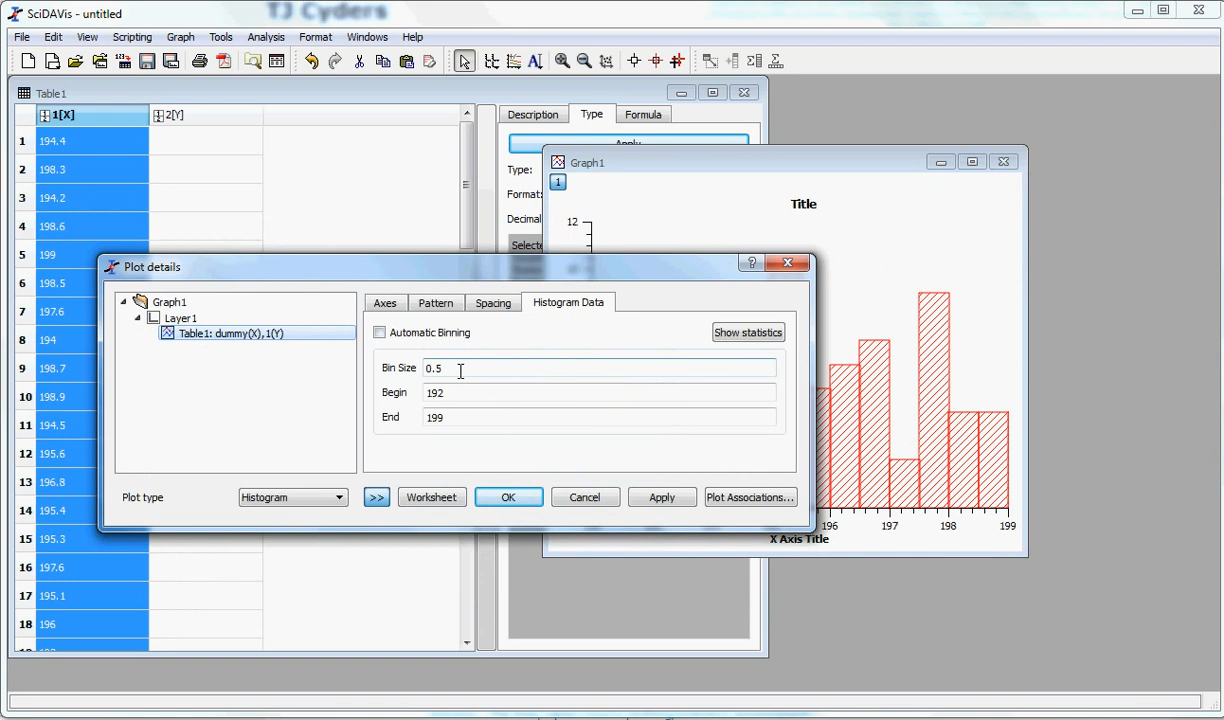 TJ Cyders
SciDAVis - untitled
File Edit View Scripting Graph Tools Analysis Format Windows Help
Table1
1[X] 2[Y]
1 194.4
2 198.3
3 194.2
4 198.6
5 199
6 198.5
7 197.6
8 194
9 198.7
10 198.9
11 194.5
12 195.6
13 196.8
14 195.4
15 195.3
16 197.6
17 195.1
18 196
Description Type Formula
Apply
Type:
Format:
Decimal
Selecte
Graph1
1
Title
12
196 197 198 199
X Axis Title
Plot details
Graph1
Layer1
Table1: dummy(X),1(Y)
Axes Pattern Spacing Histogram Data
Automatic Binning Show statistics
Bin Size 0.5
Begin 192
End 199
Plot type Histogram >> Worksheet OK Cancel Apply Plot Associations...